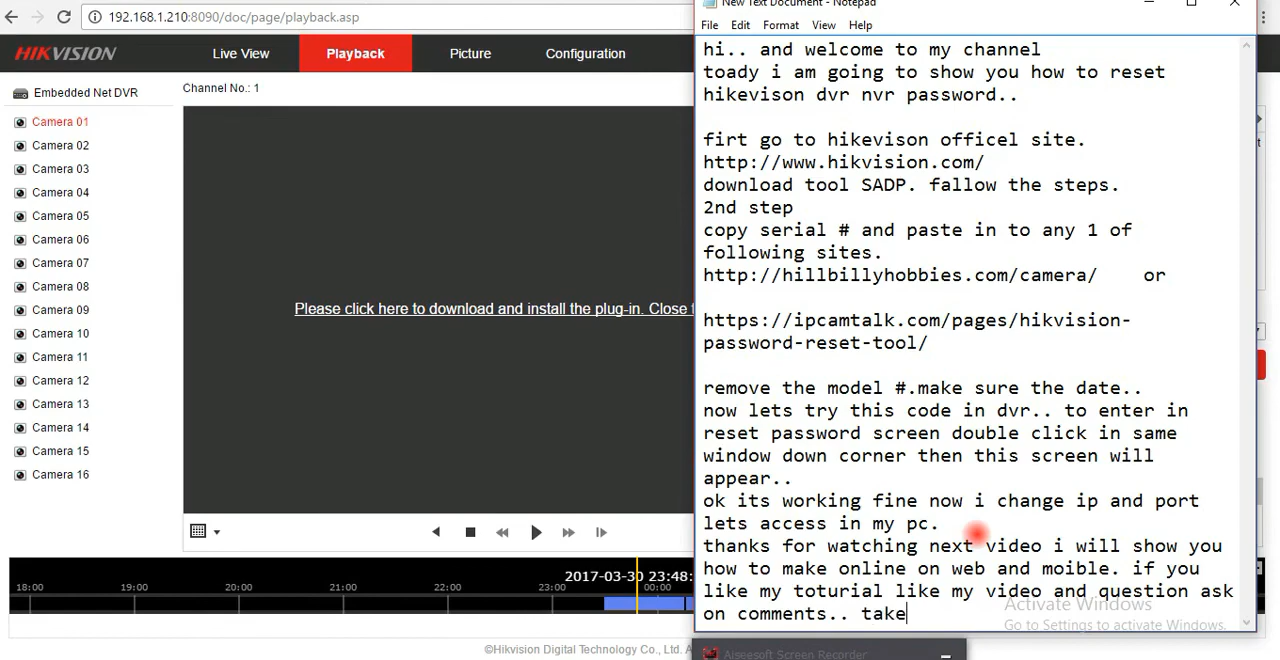 192.168.1.210:8090/doc/page/playback.asp
HIKVISION
Live View
Playback
Picture
Configuration
Embedded Net DVR
Channel No.: 1
Camera 01
Camera 02
Camera 03
Camera 04
Camera 05
Camera 06
Camera 07
Camera 08
Camera 09
Camera 10
Camera 11
Camera 12
Camera 13
Camera 14
Camera 15
Camera 16
Please click here to download and install the plug-in. Close
2017-03-30 23:48:
18:00
19:00
20:00
21:00
22:00
23:00
00:00
©Hikvision Digital Technology Co., Ltd.
New Text Document - Notepad
File Edit Format View Help
hi.. and welcome to my channel
toady i am going to show you how to reset
hikevison dvr nvr password..
firt go to hikevison officel site.
http://www.hikvision.com/
download tool SADP. fallow the steps.
2nd step
copy serial # and paste in to any 1 of
following sites.
http://hillbillyhobbies.com/camera/ or
https://ipcamtalk.com/pages/hikvision-
password-reset-tool/
remove the model #.make sure the date..
now lets try this code in dvr.. to enter in
reset password screen double click in same
window down corner then this screen will
appear..
ok its working fine now i change ip and port
lets access in my pc.
thanks for watching next video i will show you
how to make online on web and moible. if you
like my toturial like my video and question ask
on comments.. take
Activate Windows
Go to Settings to activate Windows.
Aiseesoft Screen Recorder